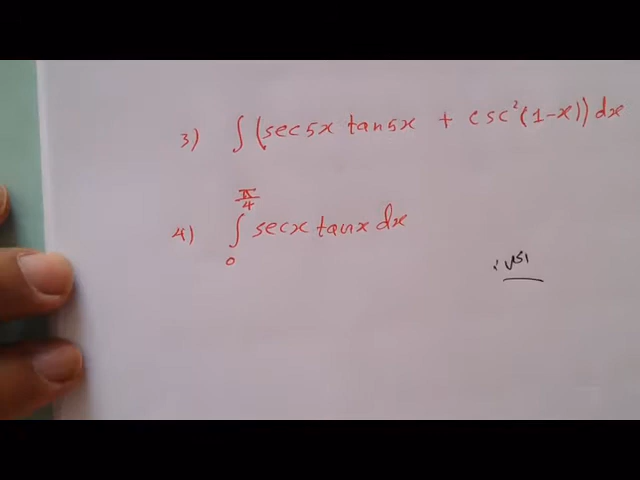 3) ∫ (sec5x tan5x + csc²(1-x)) dx
4) ∫₀^{π/4} secx tanx dx